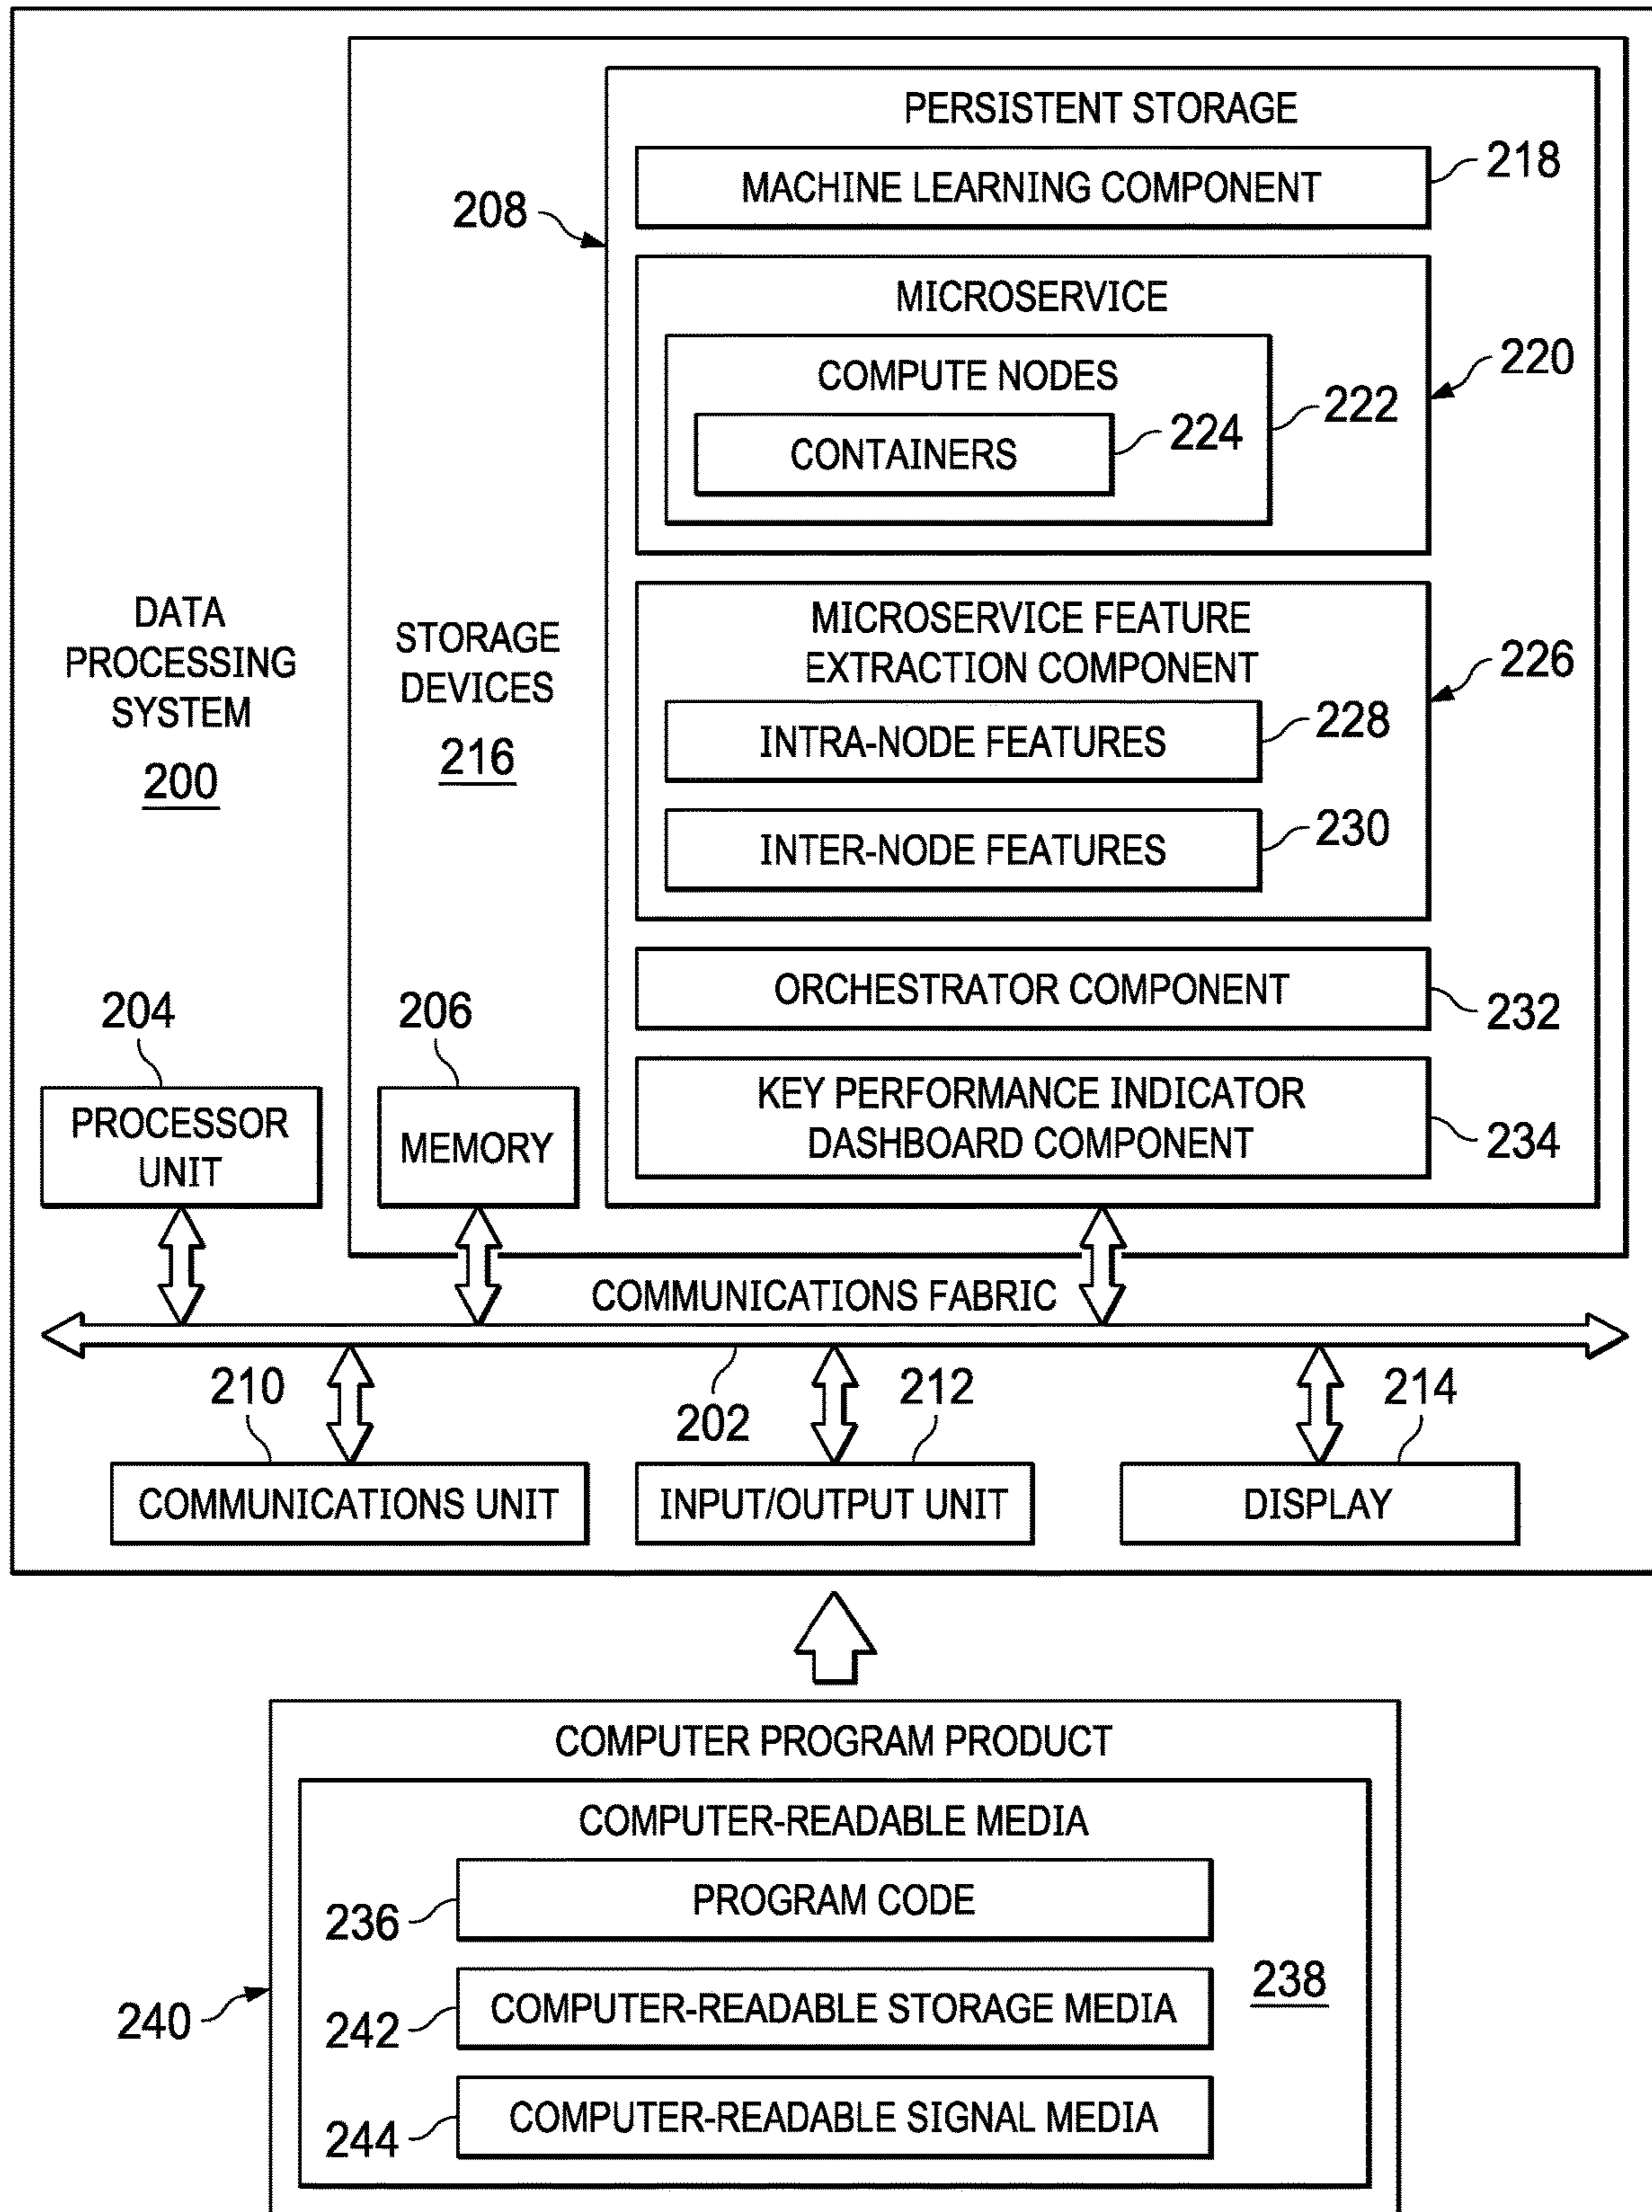 PERSISTENT STORAGE
MACHINE LEARNING COMPONENT
218
208
MICROSERVICE
220
COMPUTE NODES
222
CONTAINERS
224
DATA
PROCESSING
SYSTEM
200
STORAGE
DEVICES
216
MICROSERVICE FEATURE
EXTRACTION COMPONENT
226
INTRA-NODE FEATURES
228
INTER-NODE FEATURES
230
ORCHESTRATOR COMPONENT
232
204
PROCESSOR
UNIT
206
MEMORY
KEY PERFORMANCE INDICATOR
DASHBOARD COMPONENT
234
COMMUNICATIONS FABRIC
202
210
COMMUNICATIONS UNIT
212
INPUT/OUTPUT UNIT
214
DISPLAY
COMPUTER PROGRAM PRODUCT
COMPUTER-READABLE MEDIA
PROGRAM CODE
236
238
240
COMPUTER-READABLE STORAGE MEDIA
242
COMPUTER-READABLE SIGNAL MEDIA
244